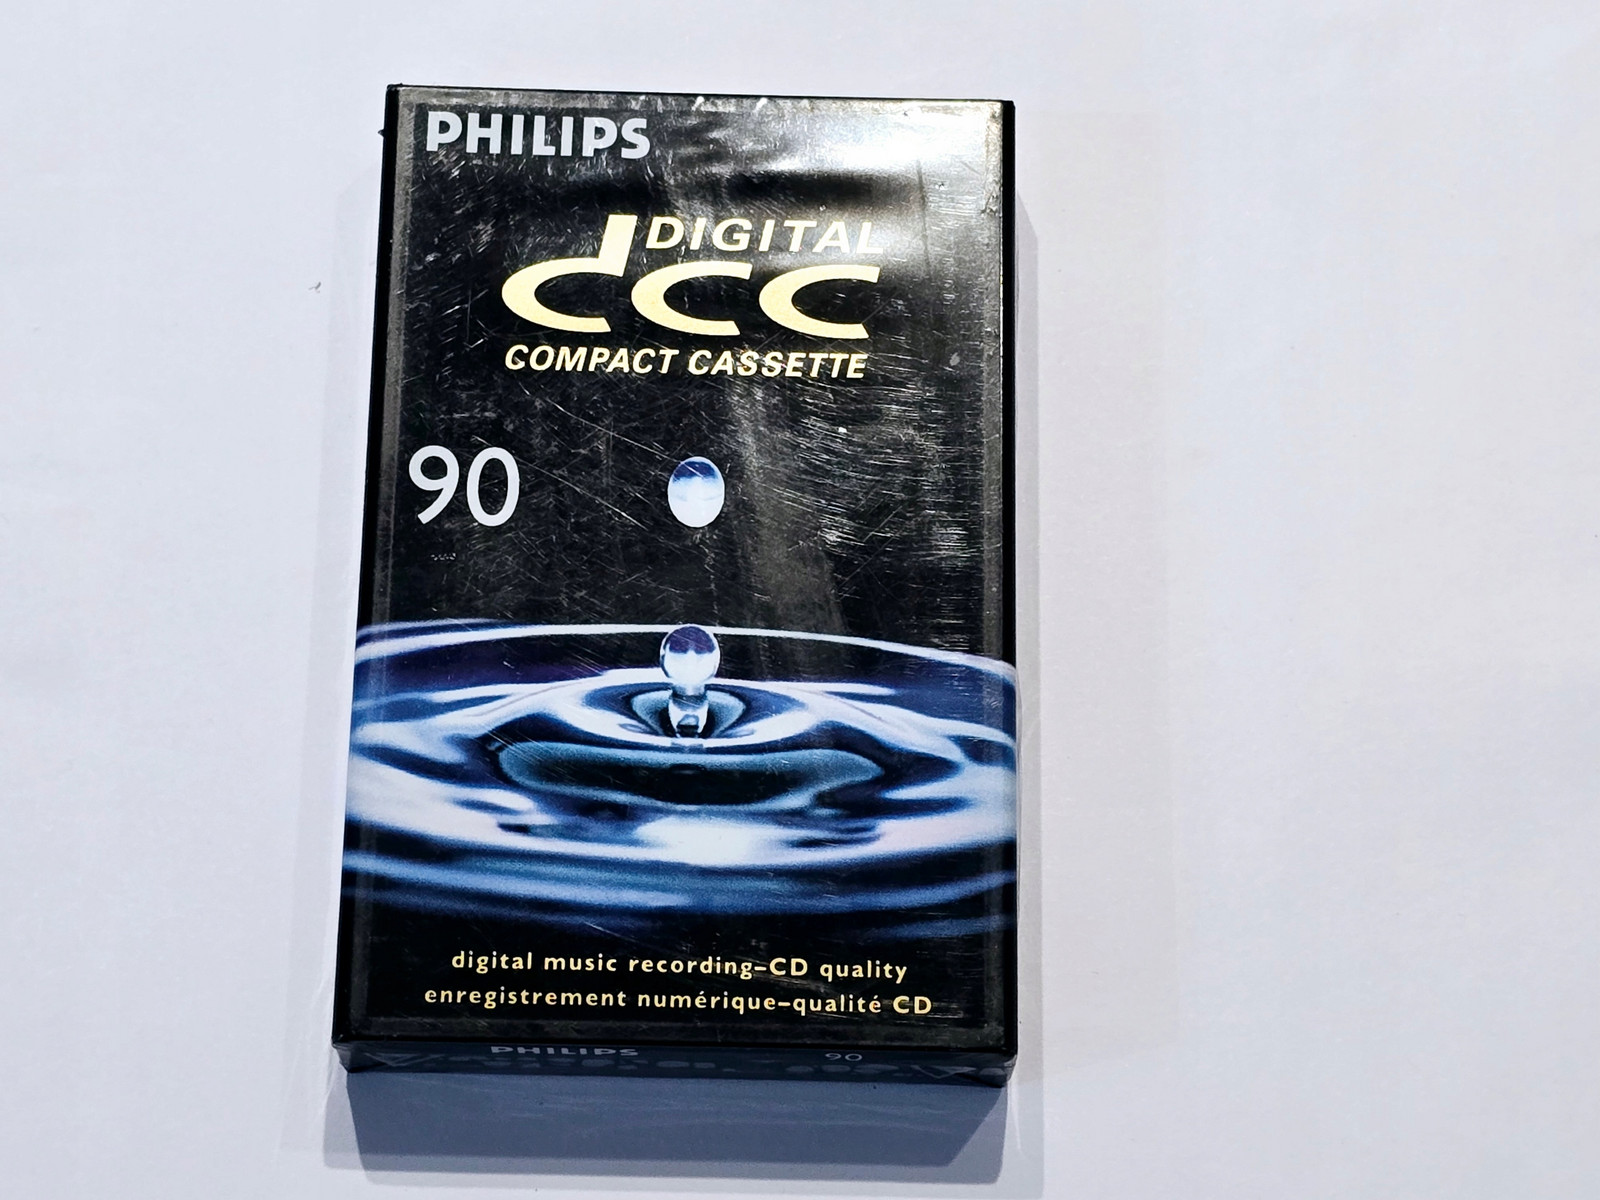 PHILIPS
DIGITAL
dcc
COMPACT CASSETTE
90
digital music recording–CD quality
enregistrement numérique–qualité CD
PHILIPS 90